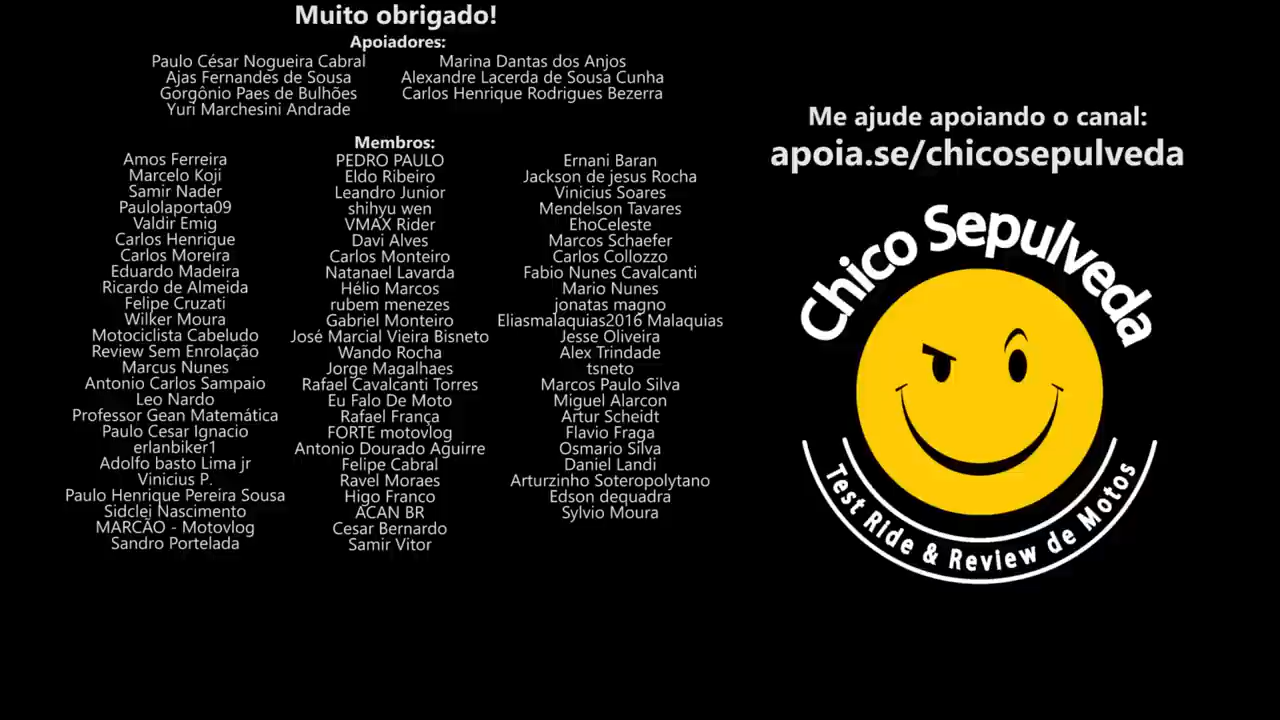 Muito obrigado!
Apoiadores:
Paulo César Nogueira Cabral
Ajas Fernandes de Sousa
Gorgônio Paes de Bulhões
Yuri Marchesini Andrade
Marina Dantas dos Anjos
Alexandre Lacerda de Sousa Cunha
Carlos Henrique Rodrigues Bezerra
Membros:
Amos Ferreira
Marcelo Koji
Samir Nader
Paulolaporta09
Valdir Emig
Carlos Henrique
Carlos Moreira
Eduardo Madeira
Ricardo de Almeida
Felipe Cruzati
Wilker Moura
Motociclista Cabeludo
Review Sem Enrolação
Marcus Nunes
Antonio Carlos Sampaio
Leo Nardo
Professor Gean Matemática
Paulo Cesar Ignacio
erlanbiker1
Adolfo basto Lima jr
Vinicius P.
Paulo Henrique Pereira Sousa
Sidclei Nascimento
MARCÃO - Motovlog
Sandro Portelada
PEDRO PAULO
Eldo Ribeiro
Leandro Junior
shihyu wen
VMAX Rider
Davi Alves
Carlos Monteiro
Natanael Lavarda
Hélio Marcos
rubem menezes
Gabriel Monteiro
José Marcial Vieira Bisneto
Wando Rocha
Jorge Magalhaes
Rafael Cavalcanti Torres
Eu Falo De Moto
Rafael França
FORTE motovlog
Antonio Dourado Aguirre
Felipe Cabral
Ravel Moraes
Higo Franco
ACAN BR
Cesar Bernardo
Samir Vitor
Ernani Baran
Jackson de jesus Rocha
Vinicius Soares
Mendelson Tavares
EhoCeleste
Marcos Schaefer
Carlos Collozzo
Fabio Nunes Cavalcanti
Mario Nunes
jonatas magno
Eliasmalaquias2016 Malaquias
Jesse Oliveira
Alex Trindade
tsneto
Marcos Paulo Silva
Miguel Alarcon
Artur Scheidt
Flavio Fraga
Osmario Silva
Daniel Landi
Arturzinho Soteropolytano
Edson dequadra
Sylvio Moura
Me ajude apoiando o canal:
apoia.se/chicosepulveda
Chico Sepulveda
Test Ride & Review de Motos